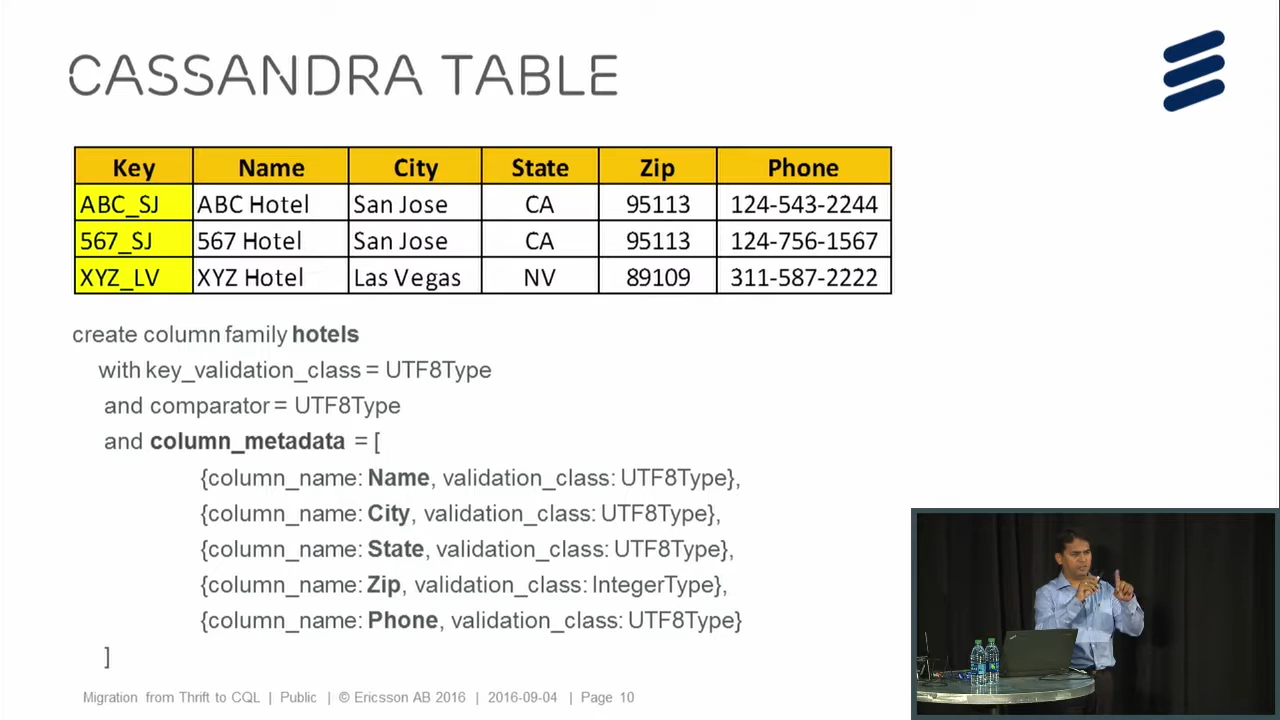 CASSANDRA TABLE
Key Name City State Zip Phone
ABC_SJ ABC Hotel San Jose CA 95113 124-543-2244
567_SJ 567 Hotel San Jose CA 95113 124-756-1567
XYZ_LV XYZ Hotel Las Vegas NV 89109 311-587-2222
create column family hotels
with key_validation_class = UTF8Type
and comparator = UTF8Type
and column_metadata = [
{column_name: Name, validation_class: UTF8Type},
{column_name: City, validation_class: UTF8Type},
{column_name: State, validation_class: UTF8Type},
{column_name: Zip, validation_class: IntegerType},
{column_name: Phone, validation_class: UTF8Type}
]
Migration from Thrift to CQL | Public | © Ericsson AB 2016 | 2016-09-04 | Page 10